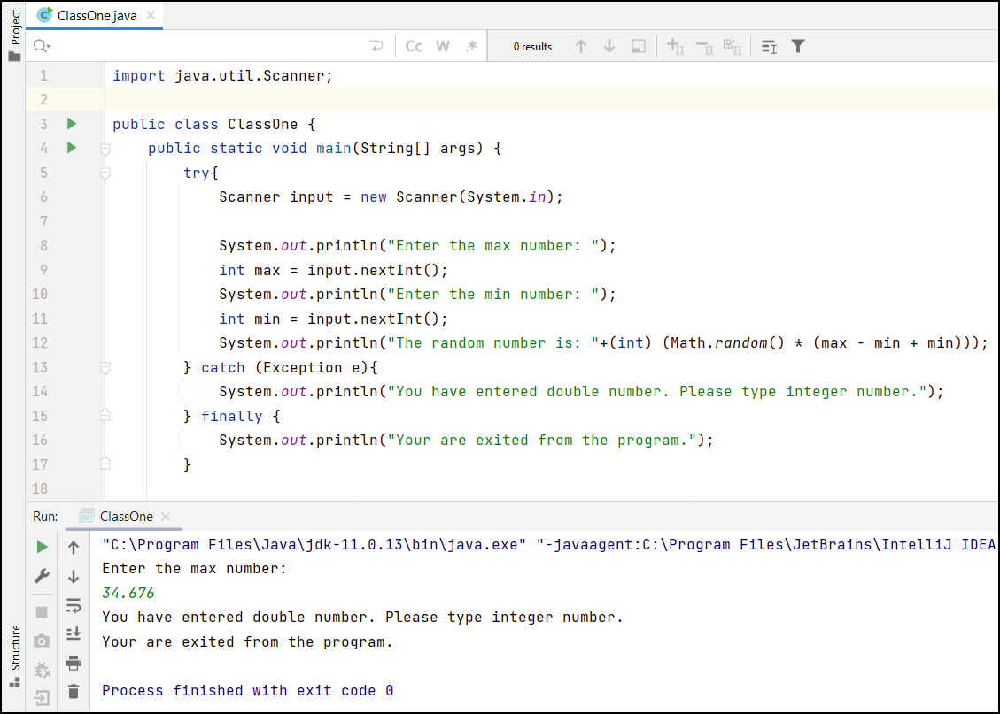 Project
ClassOne.java
Cc W .* 0 results
1 import java.util.Scanner;
2
3 public class ClassOne {
4 public static void main(String[] args) {
5 try{
6 Scanner input = new Scanner(System.in);
7
8 System.out.println("Enter the max number: ");
9 int max = input.nextInt();
10 System.out.println("Enter the min number: ");
11 int min = input.nextInt();
12 System.out.println("The random number is: "+(int) (Math.random() * (max - min + min)));
13 } catch (Exception e){
14 System.out.println("You have entered double number. Please type integer number.");
15 } finally {
16 System.out.println("Your are exited from the program.");
17 }
18
Run: ClassOne
"C:\Program Files\Java\jdk-11.0.13\bin\java.exe" "-javaagent:C:\Program Files\JetBrains\IntelliJ IDEA
Enter the max number:
34.676
You have entered double number. Please type integer number.
Your are exited from the program.
Process finished with exit code 0
Structure